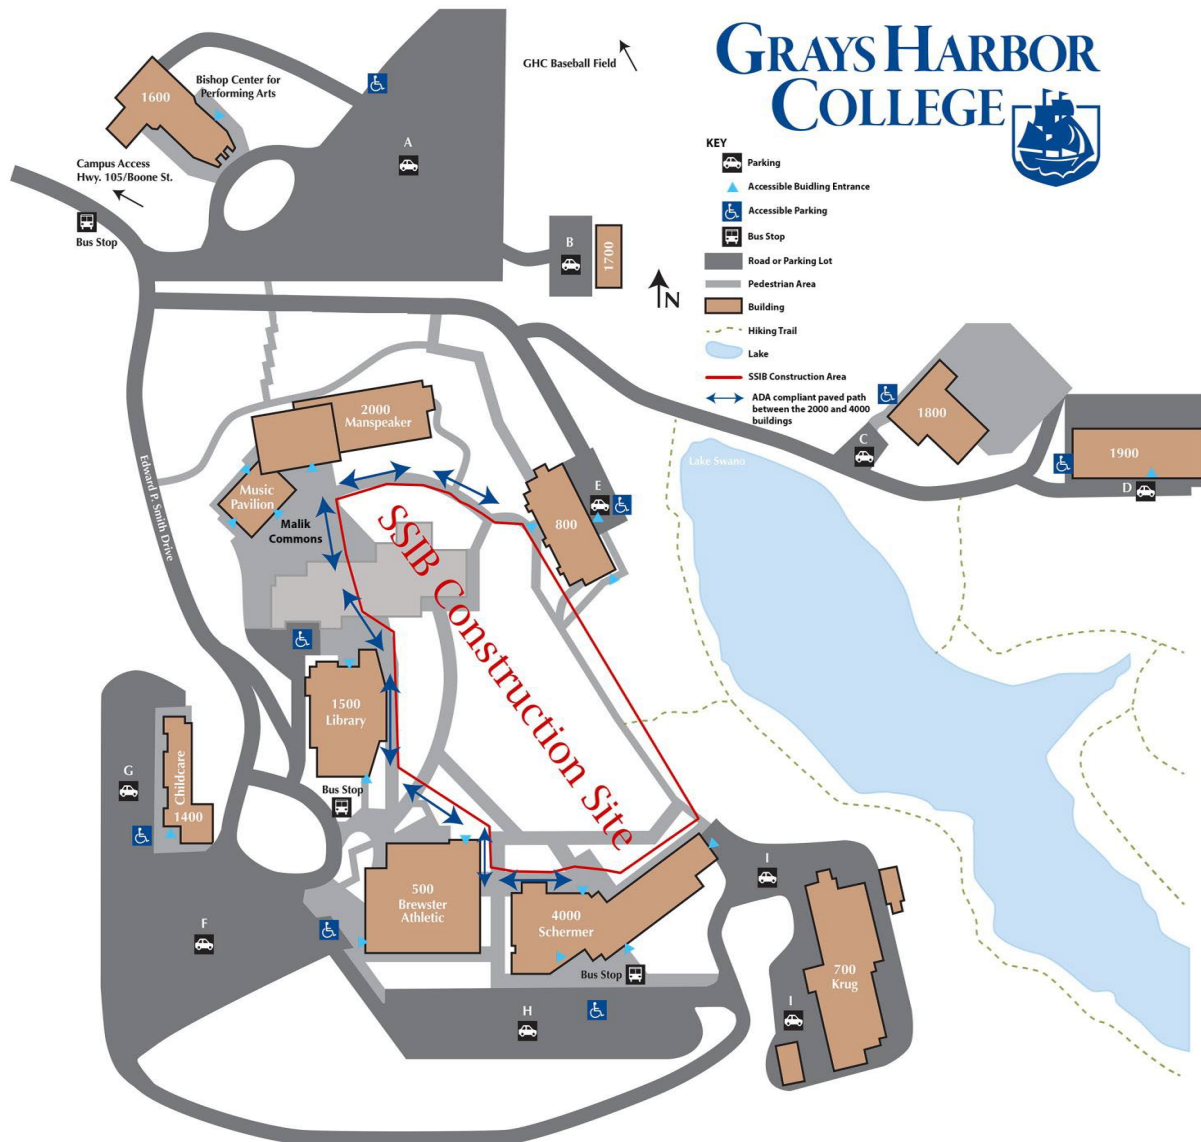 GRAYS HARBOR
COLLEGE
GHC Baseball Field
Bishop Center for
Performing Arts
1600
A
Campus Access
Hwy. 105/Boone St.
Bus Stop
B
1700
N
KEY
Parking
Accessible Buidling Entrance
Accessible Parking
Bus Stop
Road or Parking Lot
Pedestrian Area
Building
Hiking Trail
Lake
SSIB Construction Area
ADA compliant paved path
between the 2000 and 4000
buildings
2000
Manspeaker
1800
C
1900
D
Lake Swano
Edward P. Smith Drive
Music
Pavilion
Malik
Commons
E
800
SSIB Construction Site
1500
Library
Bus Stop
G
Childcare
1400
F
500
Brewster
Athletic
4000
Schermer
Bus Stop
H
I
700
Krug
I